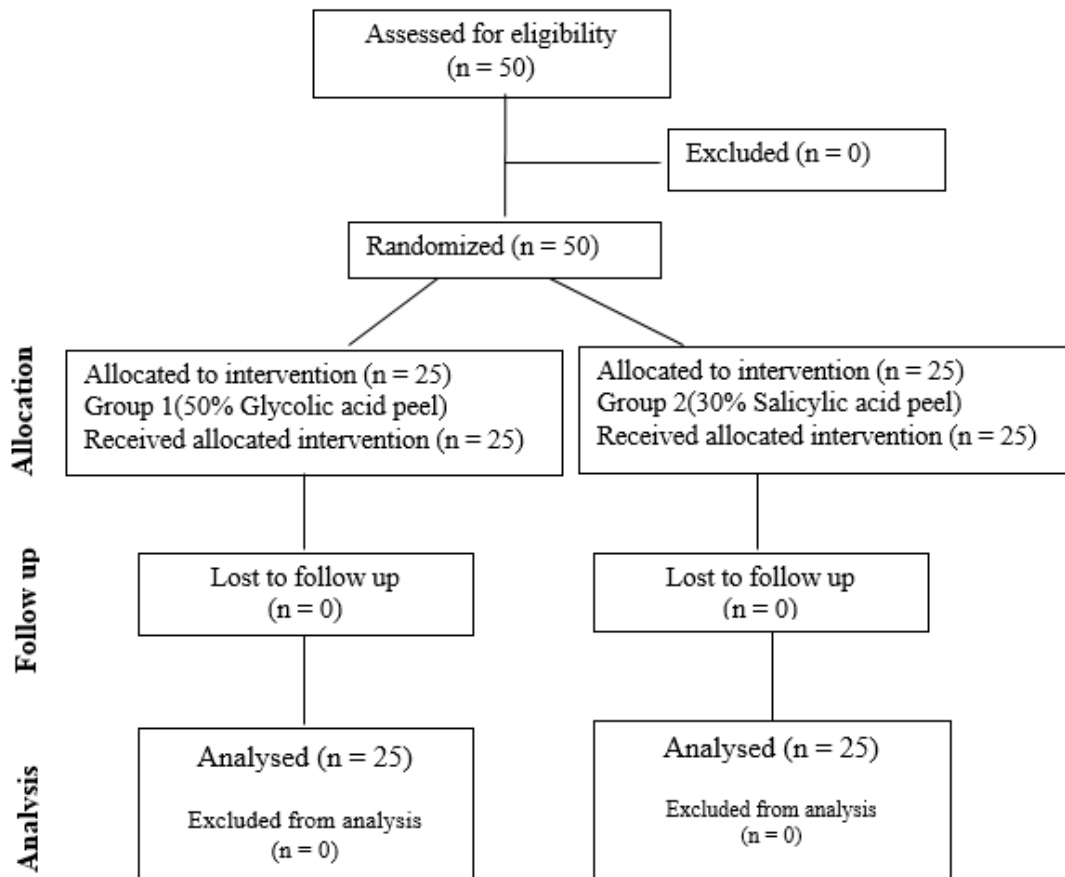 Assessed for eligibility
(n = 50)
Excluded (n = 0)
Randomized (n = 50)
Allocation
Allocated to intervention (n = 25)
Group 1(50% Glycolic acid peel)
Received allocated intervention (n = 25)
Allocated to intervention (n = 25)
Group 2(30% Salicylic acid peel)
Received allocated intervention (n = 25)
Follow up
Lost to follow up
(n = 0)
Lost to follow up
(n = 0)
Analysis
Analysed (n = 25)
Excluded from analysis
(n = 0)
Analysed (n = 25)
Excluded from analysis
(n = 0)